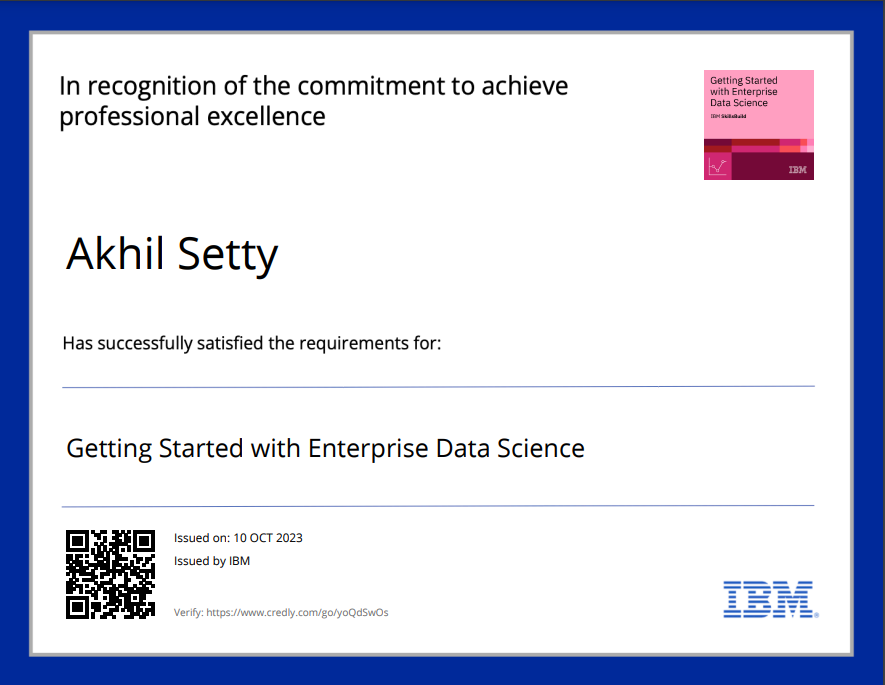 In recognition of the commitment to achieve
professional excellence
Getting Started
with Enterprise
Data Science
IBM SkillsBuild
IBM
Akhil Setty
Has successfully satisfied the requirements for:
Getting Started with Enterprise Data Science
Issued on: 10 OCT 2023
Issued by IBM
Verify: https://www.credly.com/go/yoQdSwOs
IBM®